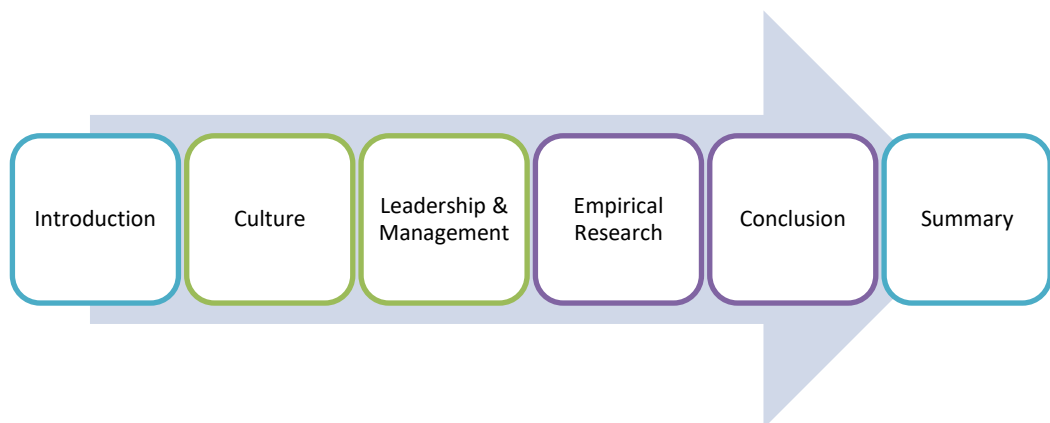 Introduction
Culture
Leadership &
Management
Empirical
Research
Conclusion
Summary